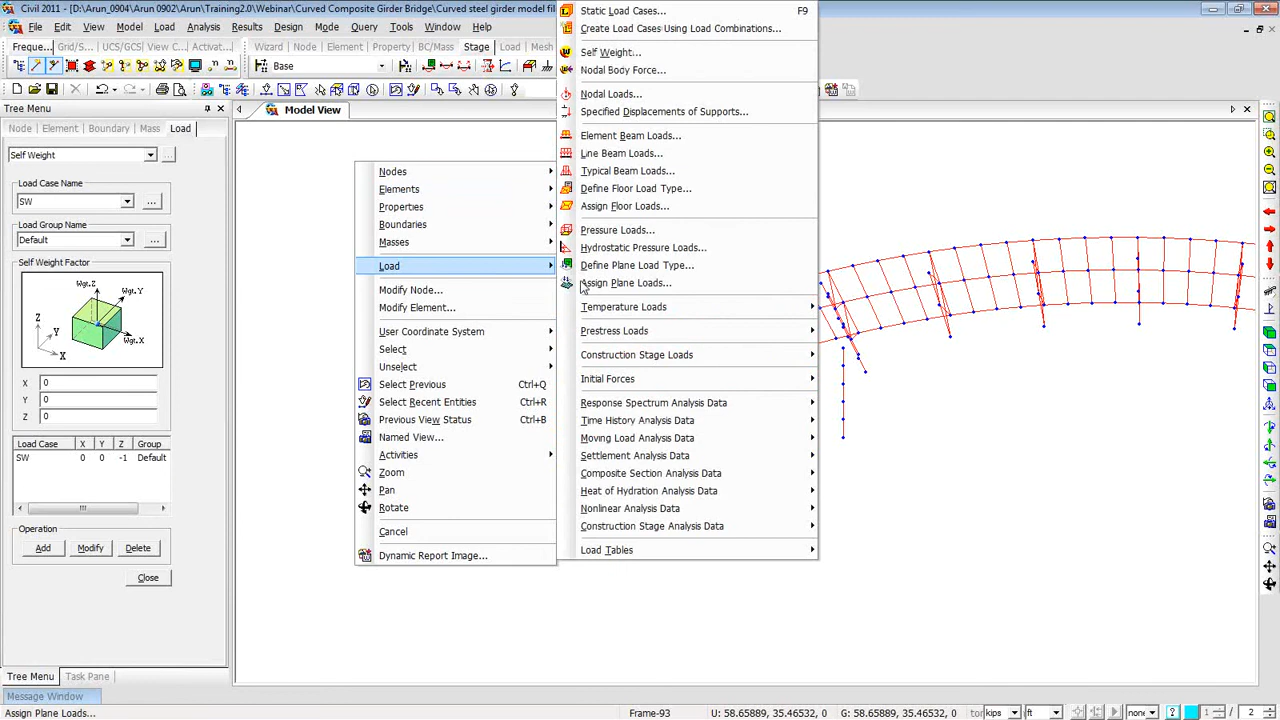 Civil 2011 - [D:\Arun_0904\Arun 0902\Arun\Training2.0\Webinar\Curved Composite Girder Bridge\Curved steel girder model fil
File Edit View Load Analysis Results Design Mode Query Tools Window Help
Freque... Grid/S... UCS/GCS View C... Activat... Wizard Node Element Property BC/Mass Stage Load Mesh
Base
Tree Menu
Model View
Node Element Boundary Mass Load
Self Weight
Load Case Name
SW
Load Group Name
Default
Self Weight Factor
Wgt.Z
Wgt.Y
Wgt.X
Z
Y
X
X 0
Y 0
Z 0
Load Case X Y Z Group
SW 0 0 -1 Default
Operation
Add Modify Delete
Close
Tree Menu Task Pane
Message Window
Nodes
Elements
Properties
Boundaries
Masses
Load
Modify Node...
Modify Element...
User Coordinate System
Select
Unselect
Select Previous Ctrl+Q
Select Recent Entities Ctrl+R
Previous View Status Ctrl+B
Named View...
Activities
Zoom
Pan
Rotate
Cancel
Dynamic Report Image...
Static Load Cases... F9
Create Load Cases Using Load Combinations...
Self Weight...
Nodal Body Force...
Nodal Loads...
Specified Displacements of Supports...
Element Beam Loads...
Line Beam Loads...
Typical Beam Loads...
Define Floor Load Type...
Assign Floor Loads...
Pressure Loads...
Hydrostatic Pressure Loads...
Define Plane Load Type...
Assign Plane Loads...
Temperature Loads
Prestress Loads
Construction Stage Loads
Initial Forces
Response Spectrum Analysis Data
Time History Analysis Data
Moving Load Analysis Data
Settlement Analysis Data
Composite Section Analysis Data
Heat of Hydration Analysis Data
Nonlinear Analysis Data
Construction Stage Analysis Data
Load Tables
Assign Plane Loads... Frame-93 U: 58.65889, 35.46532, 0 G: 58.65889, 35.46532, 0 kips ft none 1 / 2